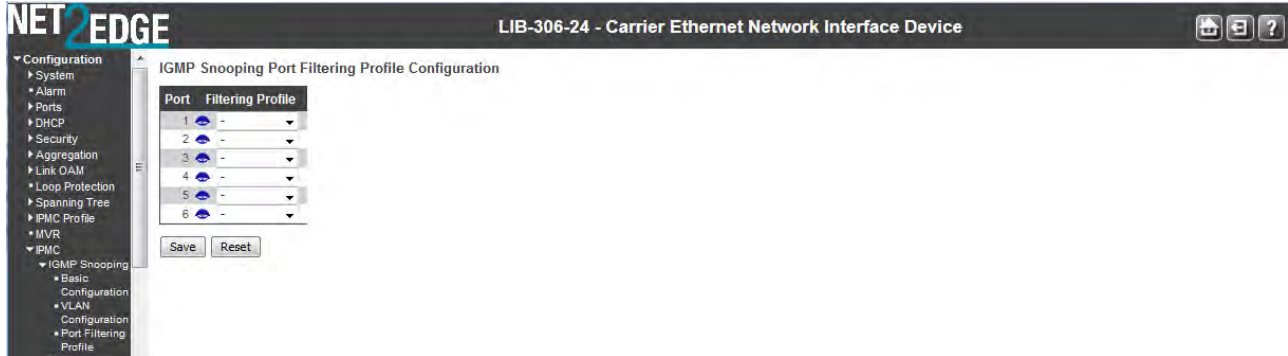 NET2EDGE
LIB-306-24 - Carrier Ethernet Network Interface Device
?
Configuration
System
Alarm
Ports
DHCP
Security
Aggregation
Link OAM
Loop Protection
Spanning Tree
IPMC Profile
MVR
IPMC
IGMP Snooping
Basic
Configuration
VLAN
Configuration
Port Filtering
Profile
IGMP Snooping Port Filtering Profile Configuration
Port Filtering Profile
1 -
2 -
3 -
4 -
5 -
6 -
Save Reset